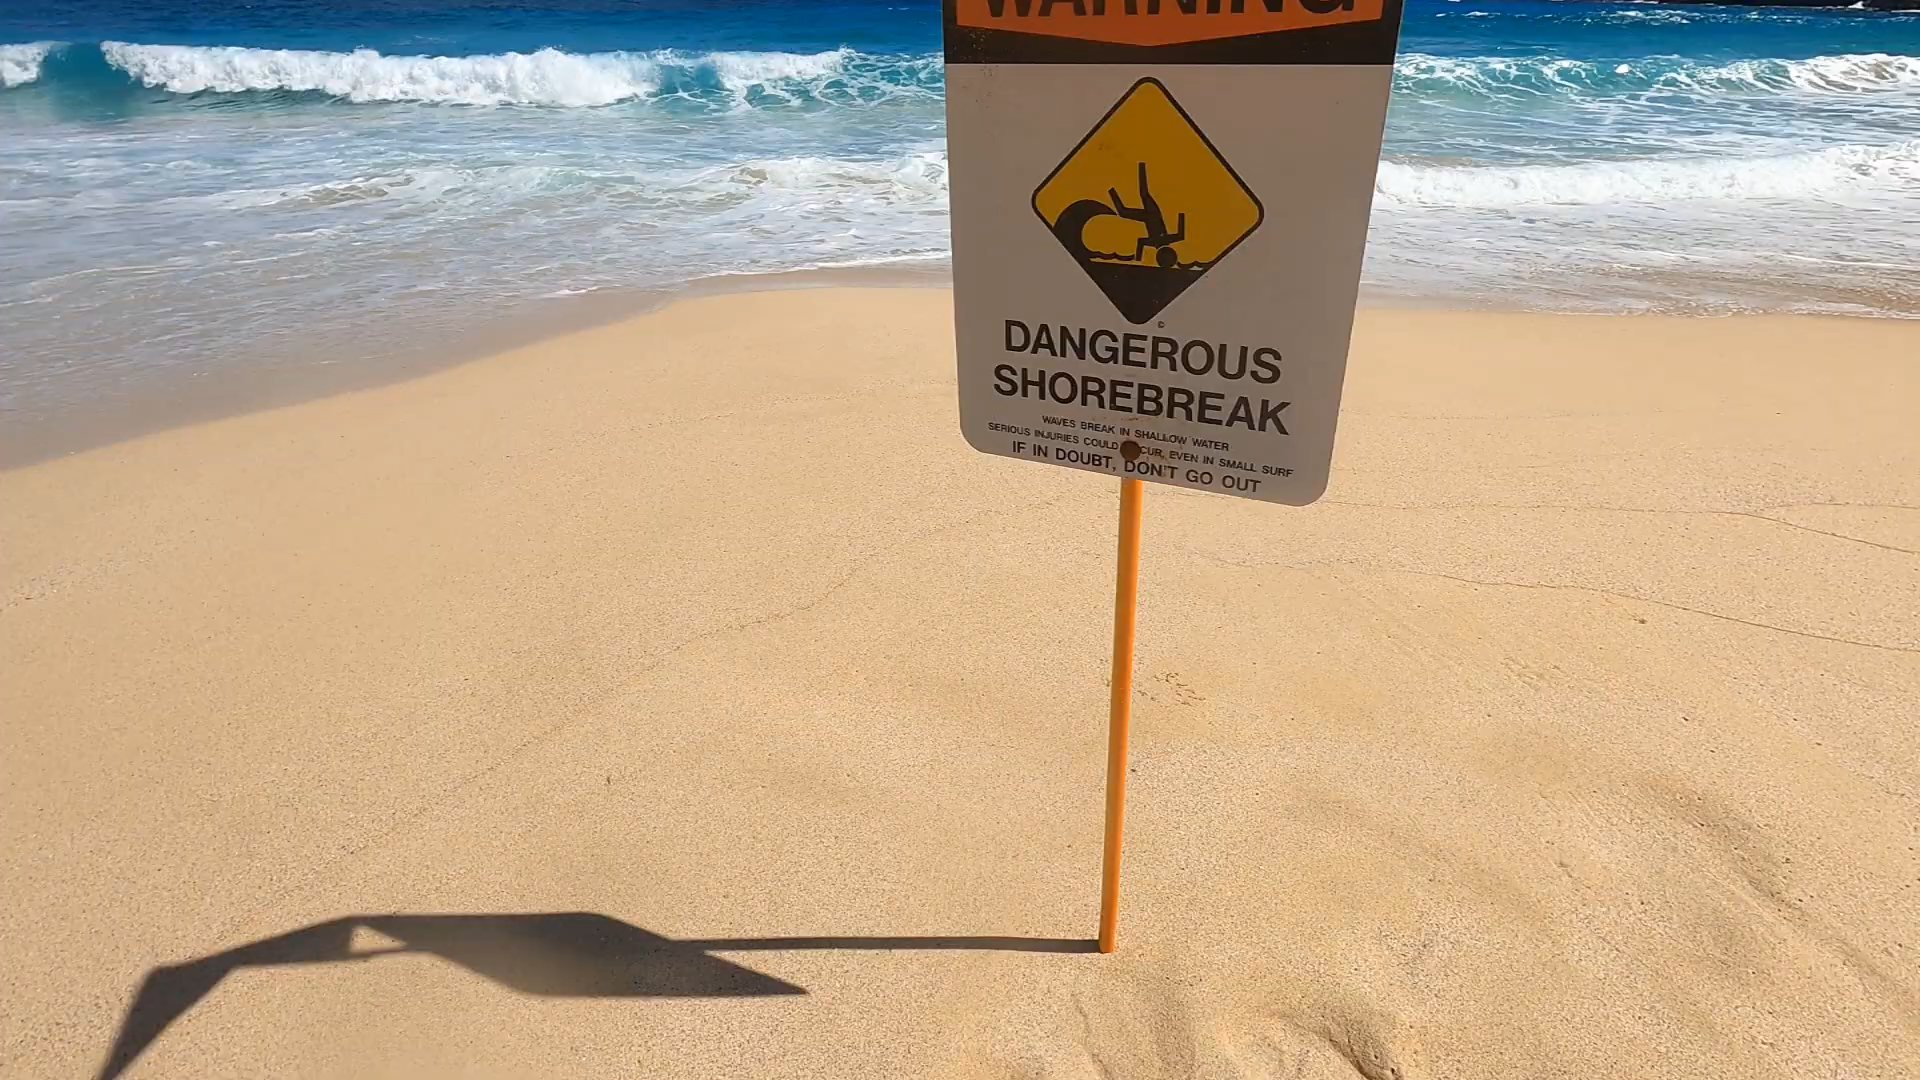 WARNING
DANGEROUS
SHOREBREAK
WAVES BREAK IN SHALLOW WATER
SERIOUS INJURIES COULD OCCUR, EVEN IN SMALL SURF
IF IN DOUBT, DON'T GO OUT